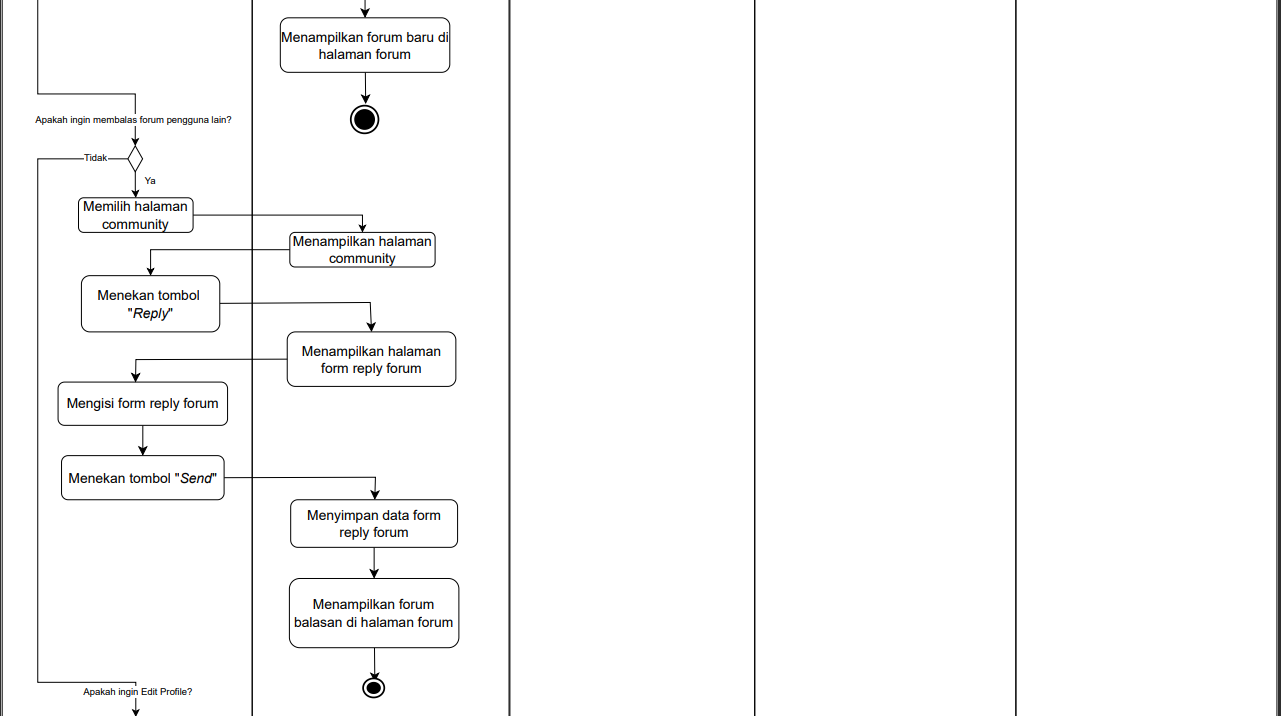 Menampilkan forum baru di
halaman forum
Apakah ingin membalas forum pengguna lain?
Tidak
Ya
Memilih halaman
community
Menampilkan halaman
community
Menekan tombol
"Reply"
Menampilkan halaman
form reply forum
Mengisi form reply forum
Menekan tombol "Send"
Menyimpan data form
reply forum
Menampilkan forum
balasan di halaman forum
Apakah ingin Edit Profile?